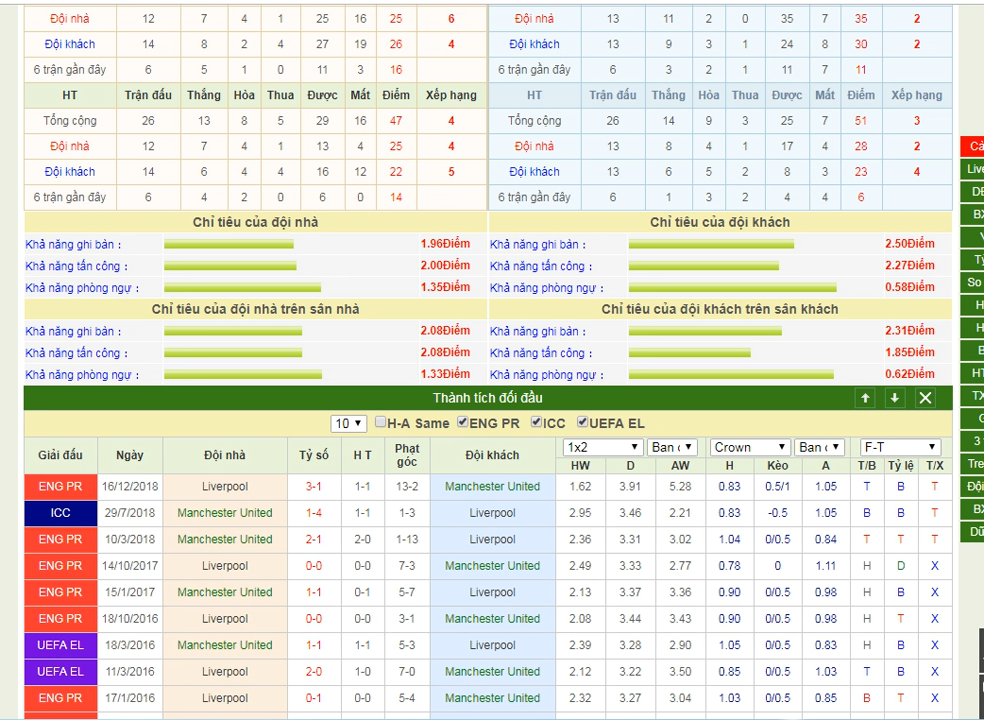 Đội nhà 12 7 4 1 25 16 25 6 Đội nhà 13 11 2 0 35 7 35 2
Đội khách 14 8 2 4 27 19 26 4 Đội khách 13 9 3 1 24 8 30 2
6 trận gần đây 6 5 1 0 11 3 16 6 trận gần đây 6 3 2 1 11 7 11
HT Trận đấu Thắng Hòa Thua Được Mất Điểm Xếp hạng HT Trận đấu Thắng Hòa Thua Được Mất Điểm Xếp hạng
Tổng cộng 26 13 8 5 29 16 47 4 Tổng cộng 26 14 9 3 25 7 51 3
Đội nhà 12 7 4 1 13 4 25 4 Đội nhà 13 8 4 1 17 4 28 2
Đội khách 14 6 4 4 16 12 22 5 Đội khách 13 6 5 2 8 3 23 4
6 trận gần đây 6 4 2 0 6 0 14 6 trận gần đây 6 1 3 2 4 4 6
Chỉ tiêu của đội nhà Chỉ tiêu của đội khách
Khả năng ghi bàn : 1.96Điểm Khả năng ghi bàn : 2.50Điểm
Khả năng tấn công : 2.00Điểm Khả năng tấn công : 2.27Điểm
Khả năng phòng ngự : 1.35Điểm Khả năng phòng ngự : 0.58Điểm
Chỉ tiêu của đội nhà trên sân nhà Chỉ tiêu của đội khách trên sân khách
Khả năng ghi bàn : 2.08Điểm Khả năng ghi bàn : 2.31Điểm
Khả năng tấn công : 2.08Điểm Khả năng tấn công : 1.85Điểm
Khả năng phòng ngự : 1.33Điểm Khả năng phòng ngự : 0.62Điểm
Thành tích đối đầu
10 H-A Same ENG PR ICC UEFA EL
Giải đấu Ngày Đội nhà Tỷ số H T Phạt góc Đội khách 1x2 Ban c Crown Ban c F-T
HW D AW H Kèo A T/B Tỷ lệ T/X
ENG PR 16/12/2018 Liverpool 3-1 1-1 13-2 Manchester United 1.62 3.91 5.28 0.83 0.5/1 1.05 T B T
ICC 29/7/2018 Manchester United 1-4 1-1 1-3 Liverpool 2.95 3.46 2.21 0.83 -0.5 1.05 B B T
ENG PR 10/3/2018 Manchester United 2-1 2-0 1-13 Liverpool 2.36 3.31 3.02 1.04 0/0.5 0.84 T T T
ENG PR 14/10/2017 Liverpool 0-0 0-0 7-3 Manchester United 2.49 3.33 2.77 0.78 0 1.11 H D X
ENG PR 15/1/2017 Manchester United 1-1 0-1 5-7 Liverpool 2.13 3.37 3.36 0.90 0/0.5 0.98 H B X
ENG PR 18/10/2016 Liverpool 0-0 0-0 3-1 Manchester United 2.08 3.44 3.43 0.90 0/0.5 0.98 H T X
UEFA EL 18/3/2016 Manchester United 1-1 1-1 5-3 Liverpool 2.39 3.28 2.90 1.05 0/0.5 0.83 H B X
UEFA EL 11/3/2016 Liverpool 2-0 1-0 7-0 Manchester United 2.12 3.22 3.50 0.85 0/0.5 1.03 T B X
ENG PR 17/1/2016 Liverpool 0-1 0-0 5-4 Manchester United 2.32 3.27 3.04 1.03 0/0.5 0.85 B T X